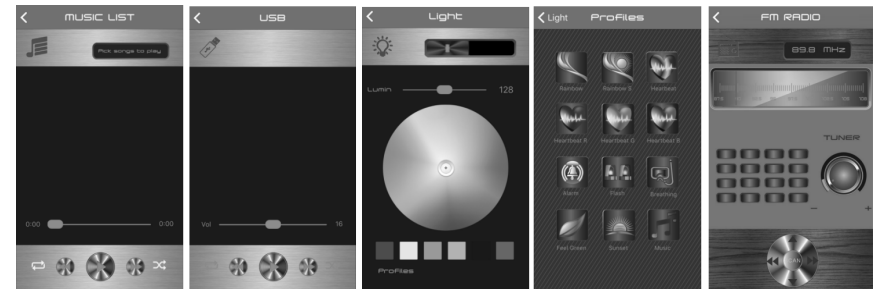 MUSIC LIST
Pick songs to play
0:00
0:00
USB
Vol
16
Light
Lumin
128
Profiles
Light
Profiles
Rainbow
Rainbow S
Heartbeat
Heartbeat R
Heartbeat G
Heartbeat B
Alarm
Flash
Breathing
Feel Green
Sunset
Music
FM RADIO
89.8 MHz
TUNER
- +
SCAN